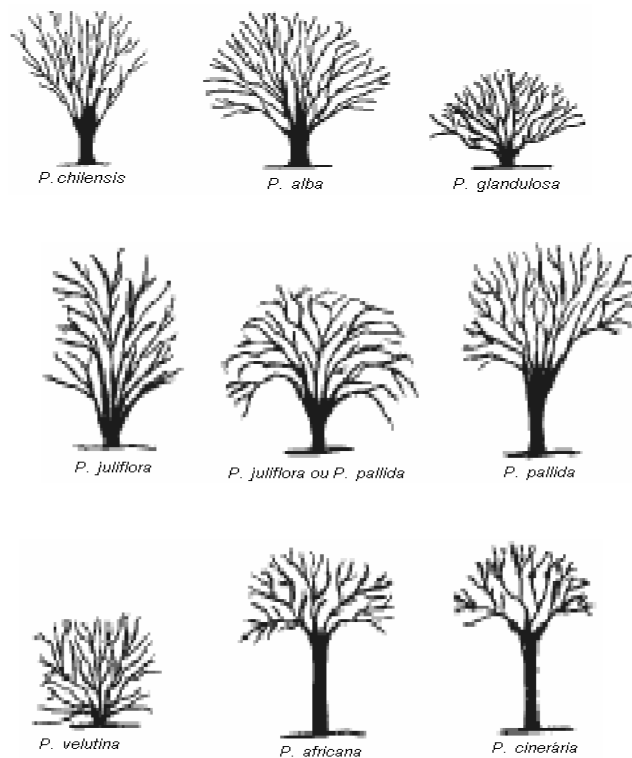 P. chilensis
P. alba
P. glandulosa
P. juliflora
P. juliflora ou P. pallida
P. pallida
P. velutina
P. africana
P. cinerária